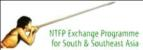 NTFP Exchange Programme
for South & Southeast Asia